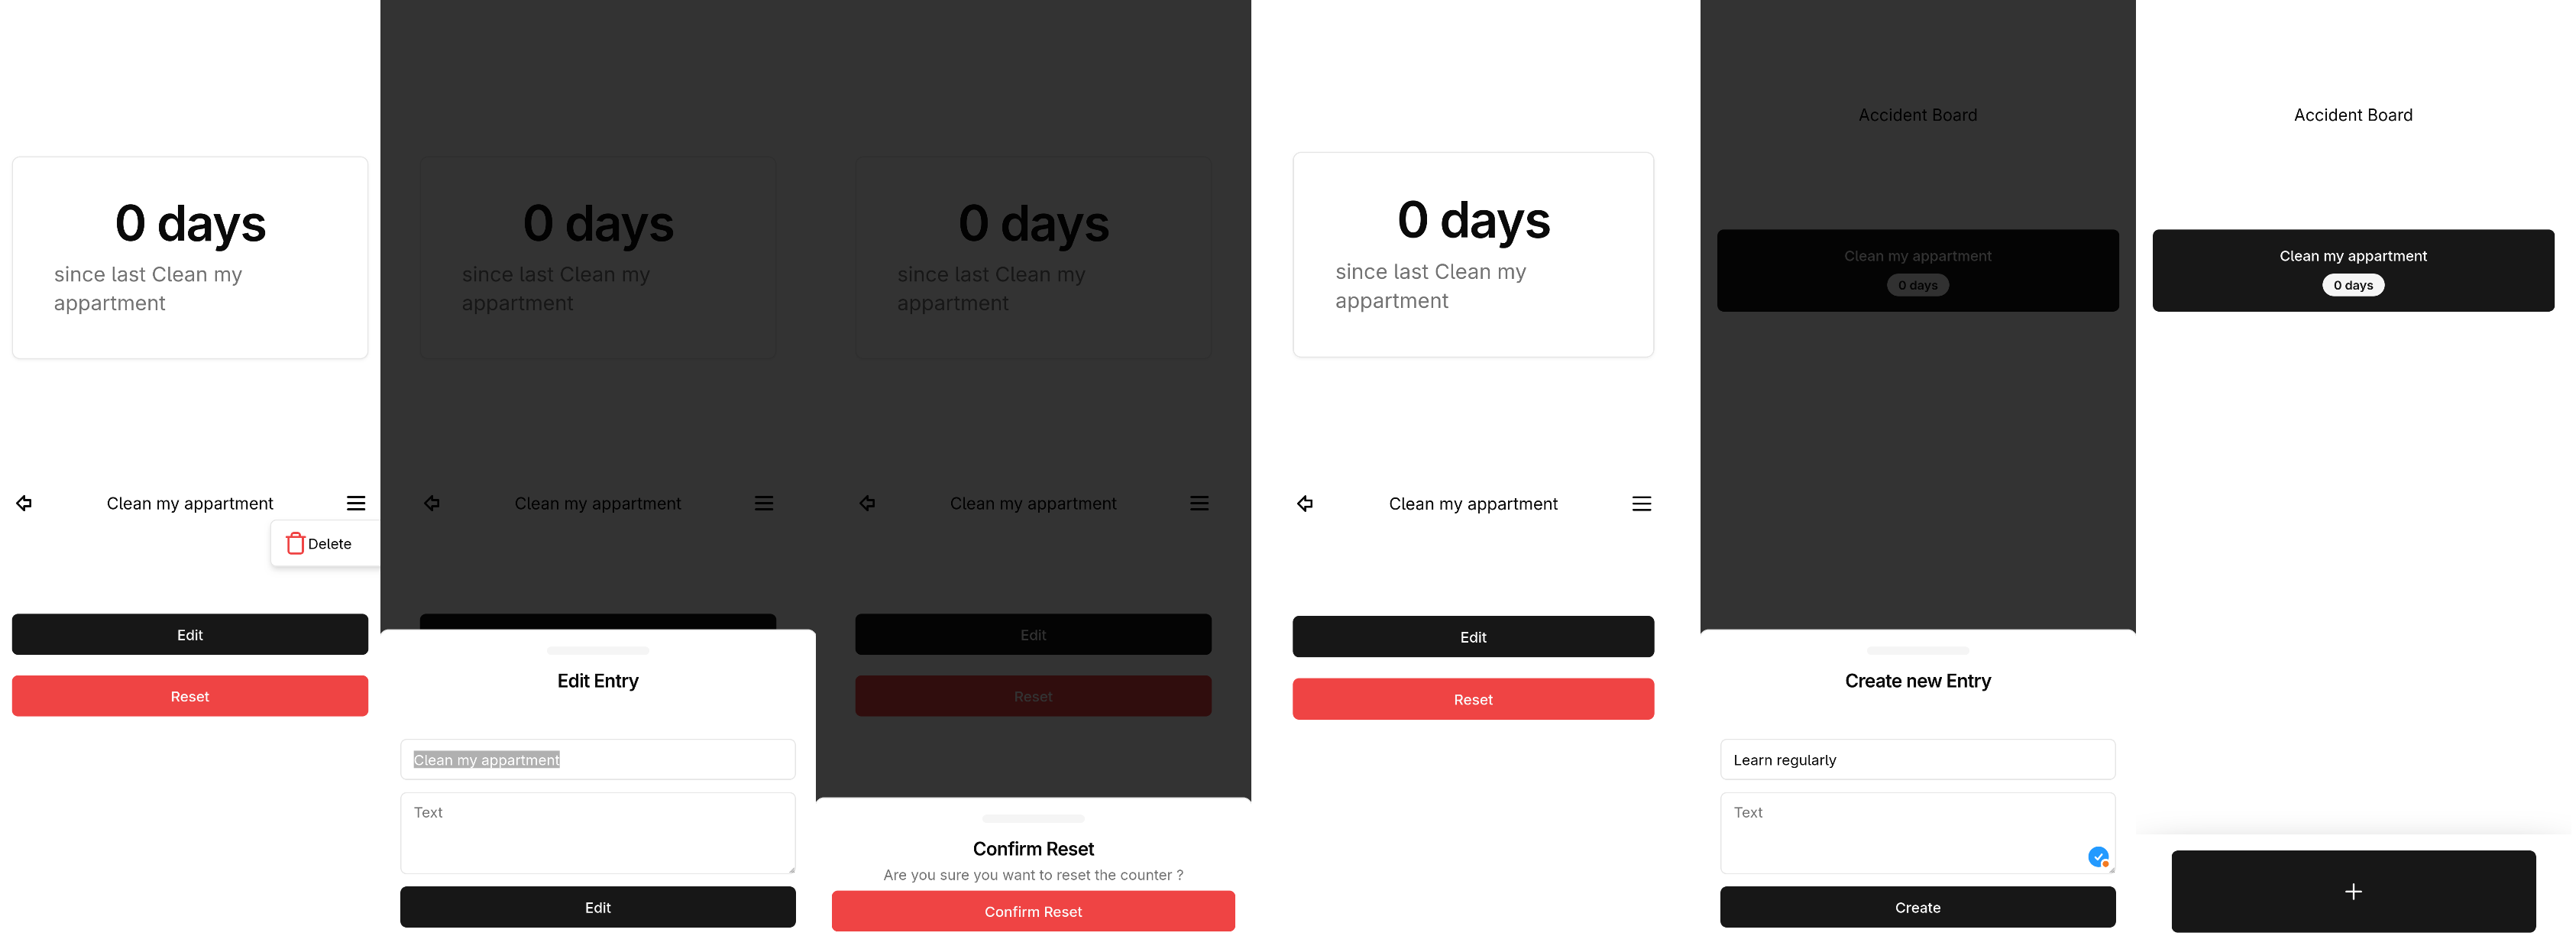 0 days
since last Clean my
appartment
Clean my appartment
Delete
Edit
Reset
0 days
since last Clean my
appartment
Clean my appartment
Edit Entry
Clean my appartment
Text
Edit
0 days
since last Clean my
appartment
Clean my appartment
Edit
Reset
Confirm Reset
Are you sure you want to reset the counter ?
Confirm Reset
0 days
since last Clean my
appartment
Clean my appartment
Edit
Reset
Accident Board
Clean my appartment
0 days
Create new Entry
Learn regularly
Text
Create
Accident Board
Clean my appartment
0 days